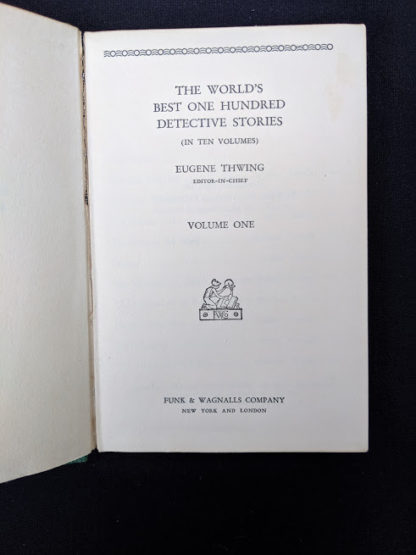 THE WORLD'S
BEST ONE HUNDRED
DETECTIVE STORIES
(IN TEN VOLUMES)
EUGENE THWING
EDITOR-IN-CHIEF
VOLUME ONE
FUNK & WAGNALLS COMPANY
NEW YORK AND LONDON